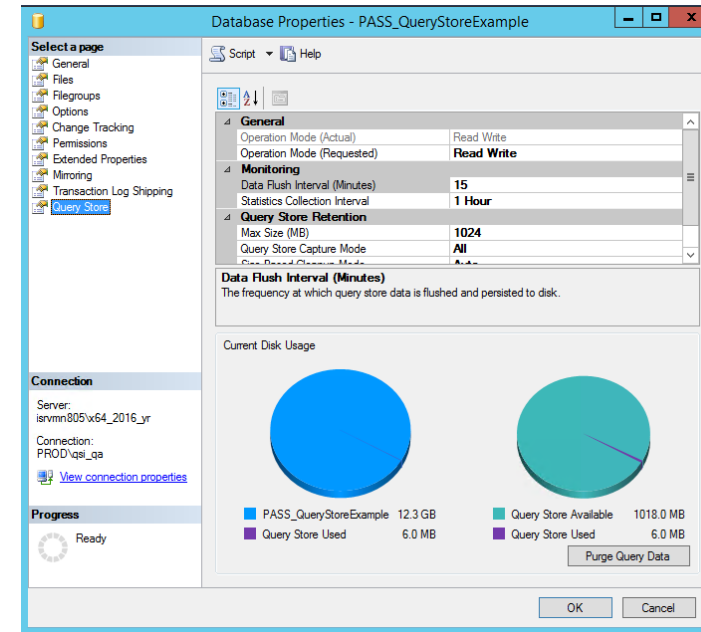 Database Properties - PASS_QueryStoreExample
Select a page
General
Files
Filegroups
Options
Change Tracking
Permissions
Extended Properties
Mirroring
Transaction Log Shipping
Query Store
Connection
Server:
isrvmn805\x64_2016_yr
Connection:
PROD\qsi_qa
View connection properties
Progress
Ready
Script Help
General
Operation Mode (Actual) Read Write
Operation Mode (Requested) Read Write
Monitoring
Data Flush Interval (Minutes) 15
Statistics Collection Interval 1 Hour
Query Store Retention
Max Size (MB) 1024
Query Store Capture Mode All
Size Based Cleanup Mode Auto
Data Flush Interval (Minutes)
The frequency at which query store data is flushed and persisted to disk.
Current Disk Usage
PASS_QueryStoreExample 12.3 GB
Query Store Used 6.0 MB
Query Store Available 1018.0 MB
Query Store Used 6.0 MB
Purge Query Data
OK Cancel